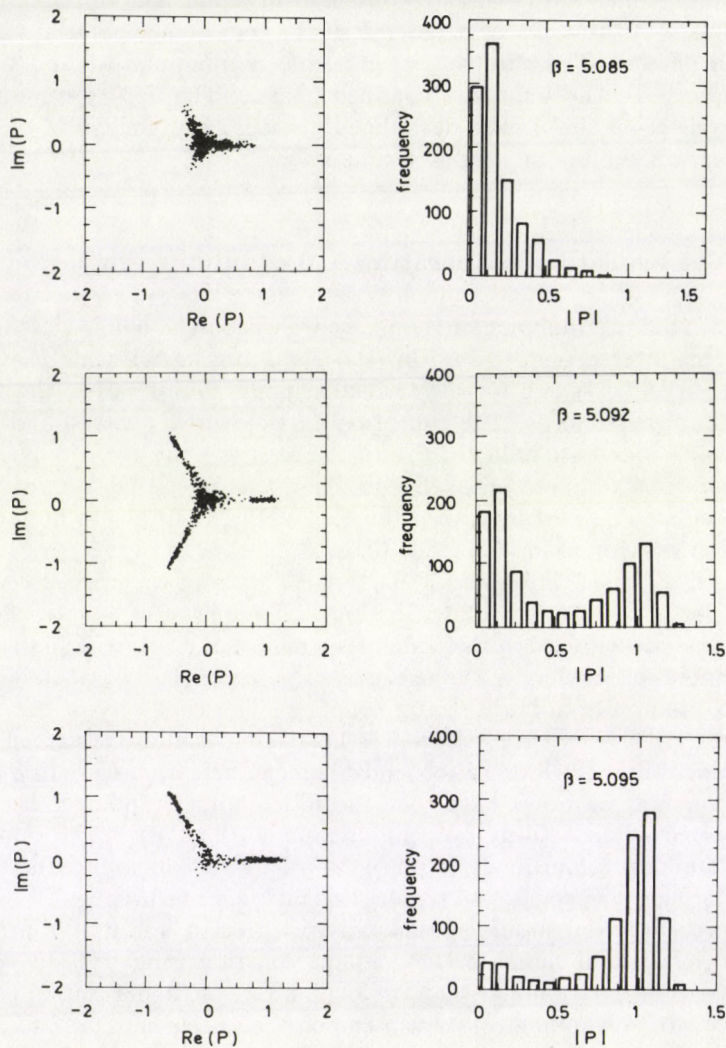 2
1
0
-1
-2
Im (P)
-2 -1 0 1 2
Re (P)
400
300
200
100
0
frequency
β = 5.085
0 0.5 1 1.5
|P|
2
1
0
-1
-2
Im (P)
-2 -1 0 1 2
Re (P)
400
300
200
100
0
frequency
β = 5.092
0 0.5 1 1.5
|P|
2
1
0
-1
-2
Im (P)
-2 -1 0 1 2
Re (P)
400
300
200
100
0
frequency
β = 5.095
0 0.5 1 1.5
|P|